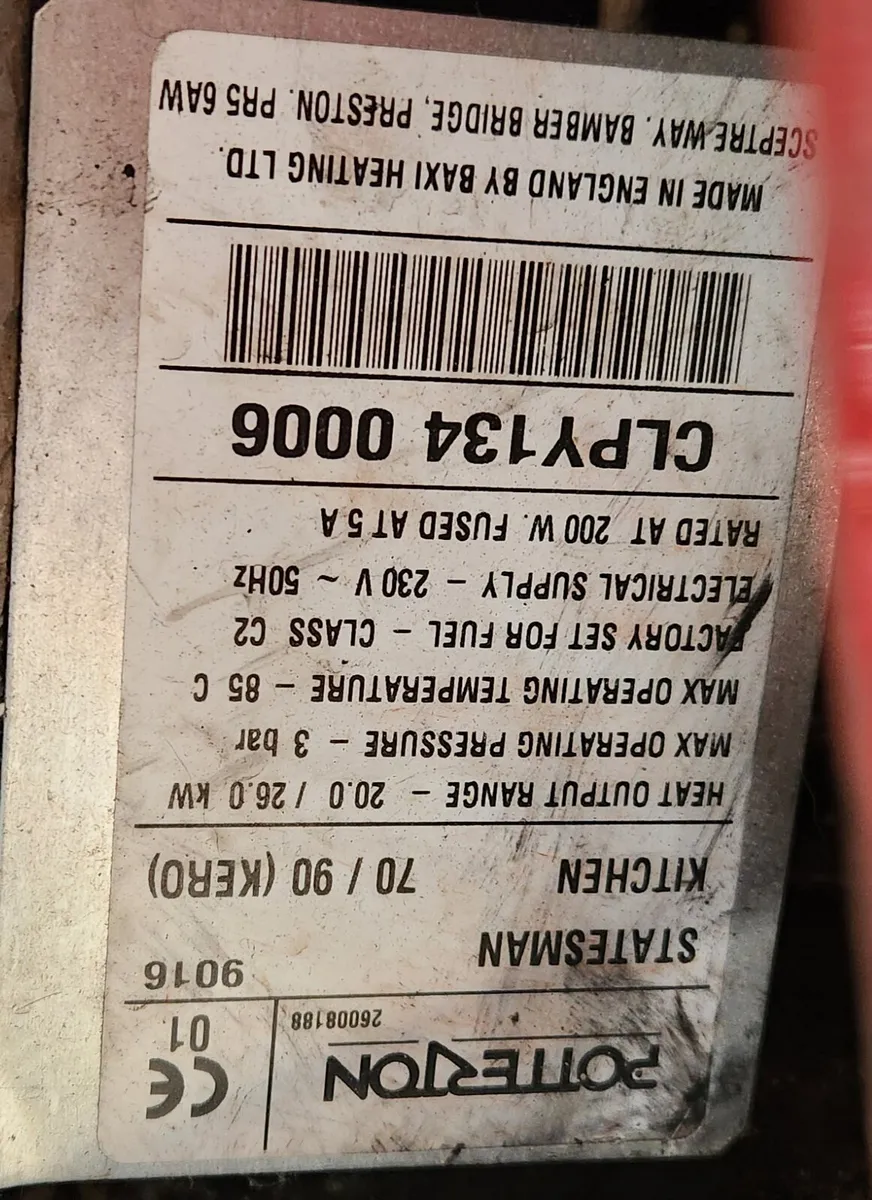 POTTERTON
CE
01
26008188
STATESMAN 9016
KITCHEN 70 / 90 (KERO)
HEAT OUTPUT RANGE - 20.0 / 26.0 kW
MAX OPERATING PRESSURE - 3 bar
MAX OPERATING TEMPERATURE - 85 C
FACTORY SET FOR FUEL - CLASS C2
ELECTRICAL SUPPLY - 230 V ~ 50Hz
RATED AT 200 W. FUSED AT 5 A
CLPY134 0006
MADE IN ENGLAND BY BAXI HEATING LTD.
SCEPTRE WAY. BAMBER BRIDGE, PRESTON. PR5 6AW